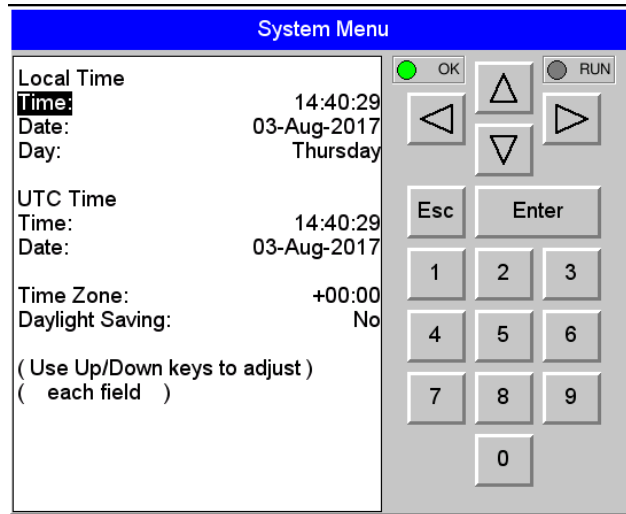 System Menu
Local Time
Time: 14:40:29
Date: 03-Aug-2017
Day: Thursday
UTC Time
Time: 14:40:29
Date: 03-Aug-2017
Time Zone: +00:00
Daylight Saving: No
( Use Up/Down keys to adjust )
( each field )
OK RUN
Esc Enter
1 2 3
4 5 6
7 8 9
0